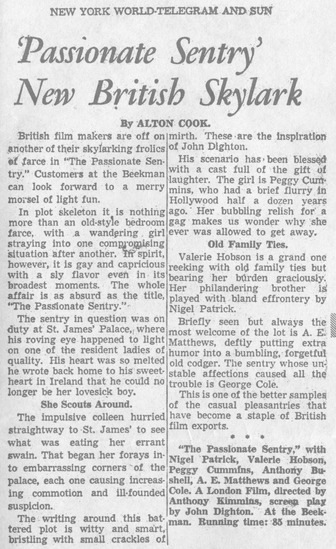 NEW YORK WORLD-TELEGRAM AND SUN
'Passionate Sentry'
New British Skylark
By ALTON COOK.
British film makers are off on
another of their skylarking frolics
of farce in "The Passionate Sen-
try." Customers at the Beekman
can look forward to a merry
morsel of light fun.
In plot skeleton it is nothing
more than an old-style bedroom
farce, with a wandering girl
straying into one compromising
situation after another. In spirit,
however, it is gay and capricious
with a sly flavor even in its
broadest moments. The whole
affair is as absurd as the title,
"The Passionate Sentry."
The sentry in question was on
duty at St. James' Palace, where
his roving eye happened to light
on one of the resident ladies of
quality. His heart was so melted
he wrote back home to his sweet-
heart in Ireland that he could no
longer be her lovesick boy.
She Scouts Around.
The impulsive colleen hurried
straightway to St. James' to see
what was eating her errant
swain. That began her forays in-
to embarrassing corners of the
palace, each one causing increas-
ing commotion and ill-founded
suspicion.
The writing around this bat-
tered plot is witty and smart,
bristling with small crackles of
mirth. These are the inspiration
of John Dighton.
His scenario has been blessed
with a cast full of the gift of
laughter. The girl is Peggy Cum-
mins, who had a brief flurry in
Hollywood half a dozen years
ago. Her bubbling relish for a
gag makes us wonder why she
ever was allowed to get away.
Old Family Ties.
Valerie Hobson is a grand one
reeking with old family ties but
bearing her burden graciously.
Her philandering brother is
played with bland effrontery by
Nigel Patrick.
Briefly seen but always the
most welcome of the lot is A. E.
Matthews, deftly putting extra
humor into a bumbling, forgetful
old codger. The sentry whose un-
stable affections caused all the
trouble is George Cole.
This is one of the better samples
of the casual pleasantries that
have become a staple of British
film exports.
* * *
"The Passionate Sentry," with
Nigel Patrick, Valerie Hobson,
Peggy Cummins, Anthony Bu-
shell, A. E. Matthews and George
Cole. A London Film, directed by
Anthony Kimmins, screen play
by John Dighton. At the Beek-
man. Running time: 85 minutes.